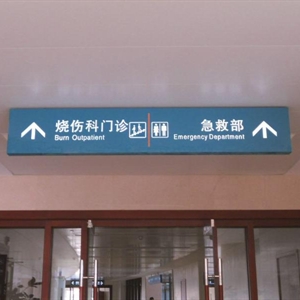 烧伤科门诊 急救部
Burn Outpatient Emergency Department